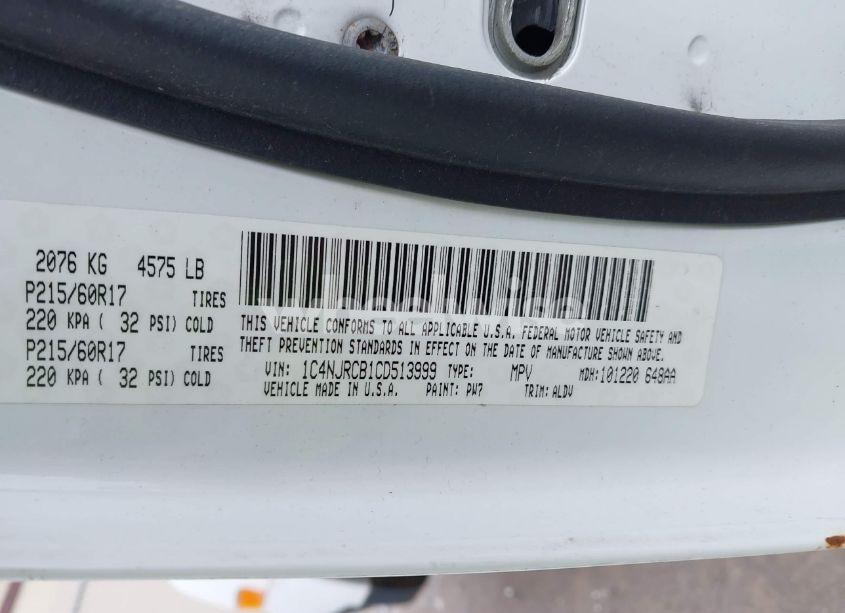 2076 KG 4575 LB
P215/60R17 TIRES
220 KPA ( 32 PSI) COLD
P215/60R17 TIRES
220 KPA ( 32 PSI) COLD
THIS VEHICLE CONFORMS TO ALL APPLICABLE U.S.A. FEDERAL MOTOR VEHICLE SAFETY AND
THEFT PREVENTION STANDARDS IN EFFECT ON THE DATE OF MANUFACTURE SHOWN ABOVE.
VIN: 1C4NJRCB1CD513999 TYPE: MPV MDH:101220 648AA
VEHICLE MADE IN U.S.A. PAINT: PW7 TRIM: ALDV